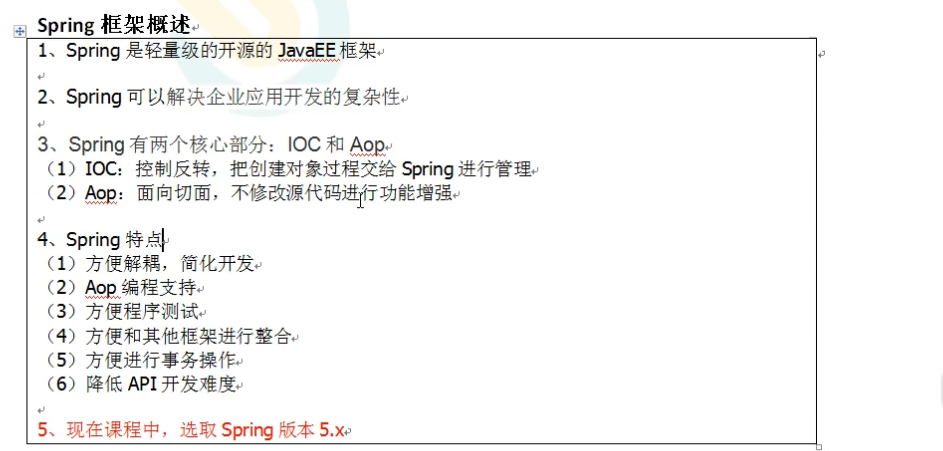 Spring 框架概述
1、Spring 是轻量级的开源的 JavaEE 框架
2、Spring 可以解决企业应用开发的复杂性
3、Spring 有两个核心部分：IOC 和 Aop
（1）IOC：控制反转，把创建对象过程交给 Spring 进行管理
（2）Aop：面向切面，不修改源代码进行功能增强
4、Spring 特点
（1）方便解耦，简化开发
（2）Aop 编程支持
（3）方便程序测试
（4）方便和其他框架进行整合
（5）方便进行事务操作
（6）降低 API 开发难度
5、现在课程中，选取 Spring 版本 5.x